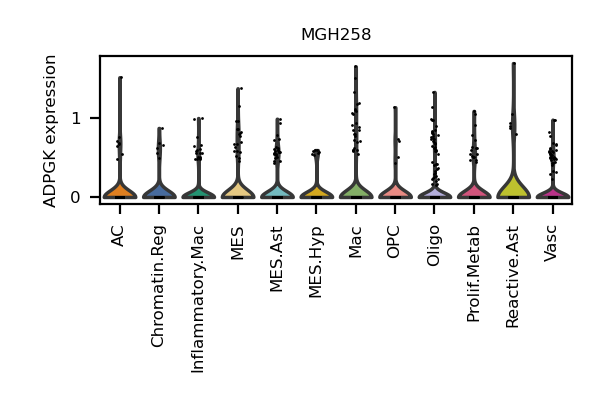 MGH258
ADPGK expression
1
0
AC
Chromatin.Reg
Inflammatory.Mac
MES
MES.Ast
MES.Hyp
Mac
OPC
Oligo
Prolif.Metab
Reactive.Ast
Vasc